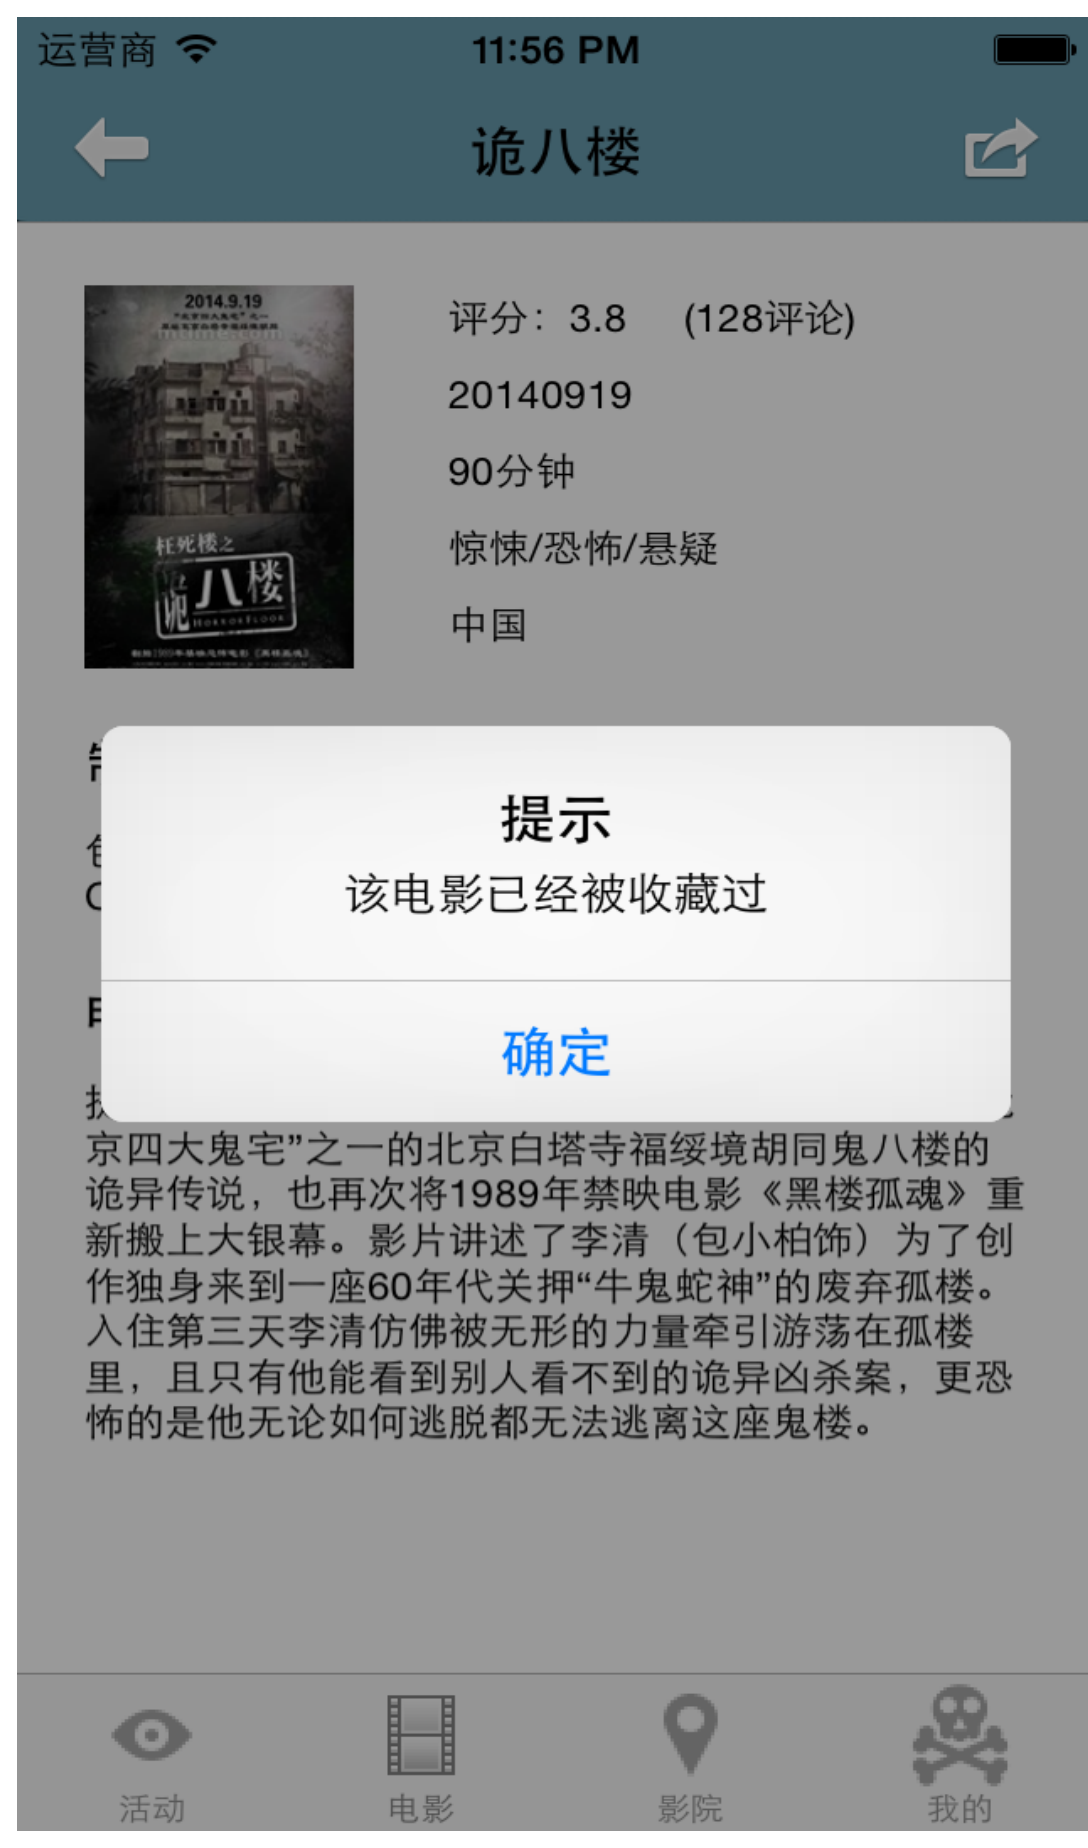 运营商 11:56 PM
诡八楼
2014.9.19
mtime.com
评分：3.8 (128评论)
20140919
90分钟
惊悚/恐怖/悬疑
中国
枉死楼之
诡八楼
HORROR FLOOR
提示
该电影已经被收藏过
确定
京四大鬼宅”之一的北京白塔寺福绥境胡同鬼八楼的
诡异传说，也再次将1989年禁映电影《黑楼孤魂》重
新搬上大银幕。影片讲述了李清（包小柏饰）为了创
作独身来到一座60年代关押“牛鬼蛇神”的废弃孤楼。
入住第三天李清仿佛被无形的力量牵引游荡在孤楼
里，且只有他能看到别人看不到的诡异凶杀案，更恐
怖的是他无论如何逃脱都无法逃离这座鬼楼。
活动 电影 影院 我的